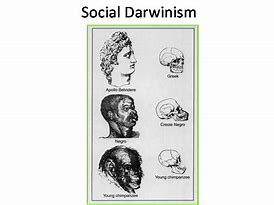 Social Darwinism
Apollo Belvidere
Greek
Negro
Creole Negro
Young chimpanzee
Young chimpanzee